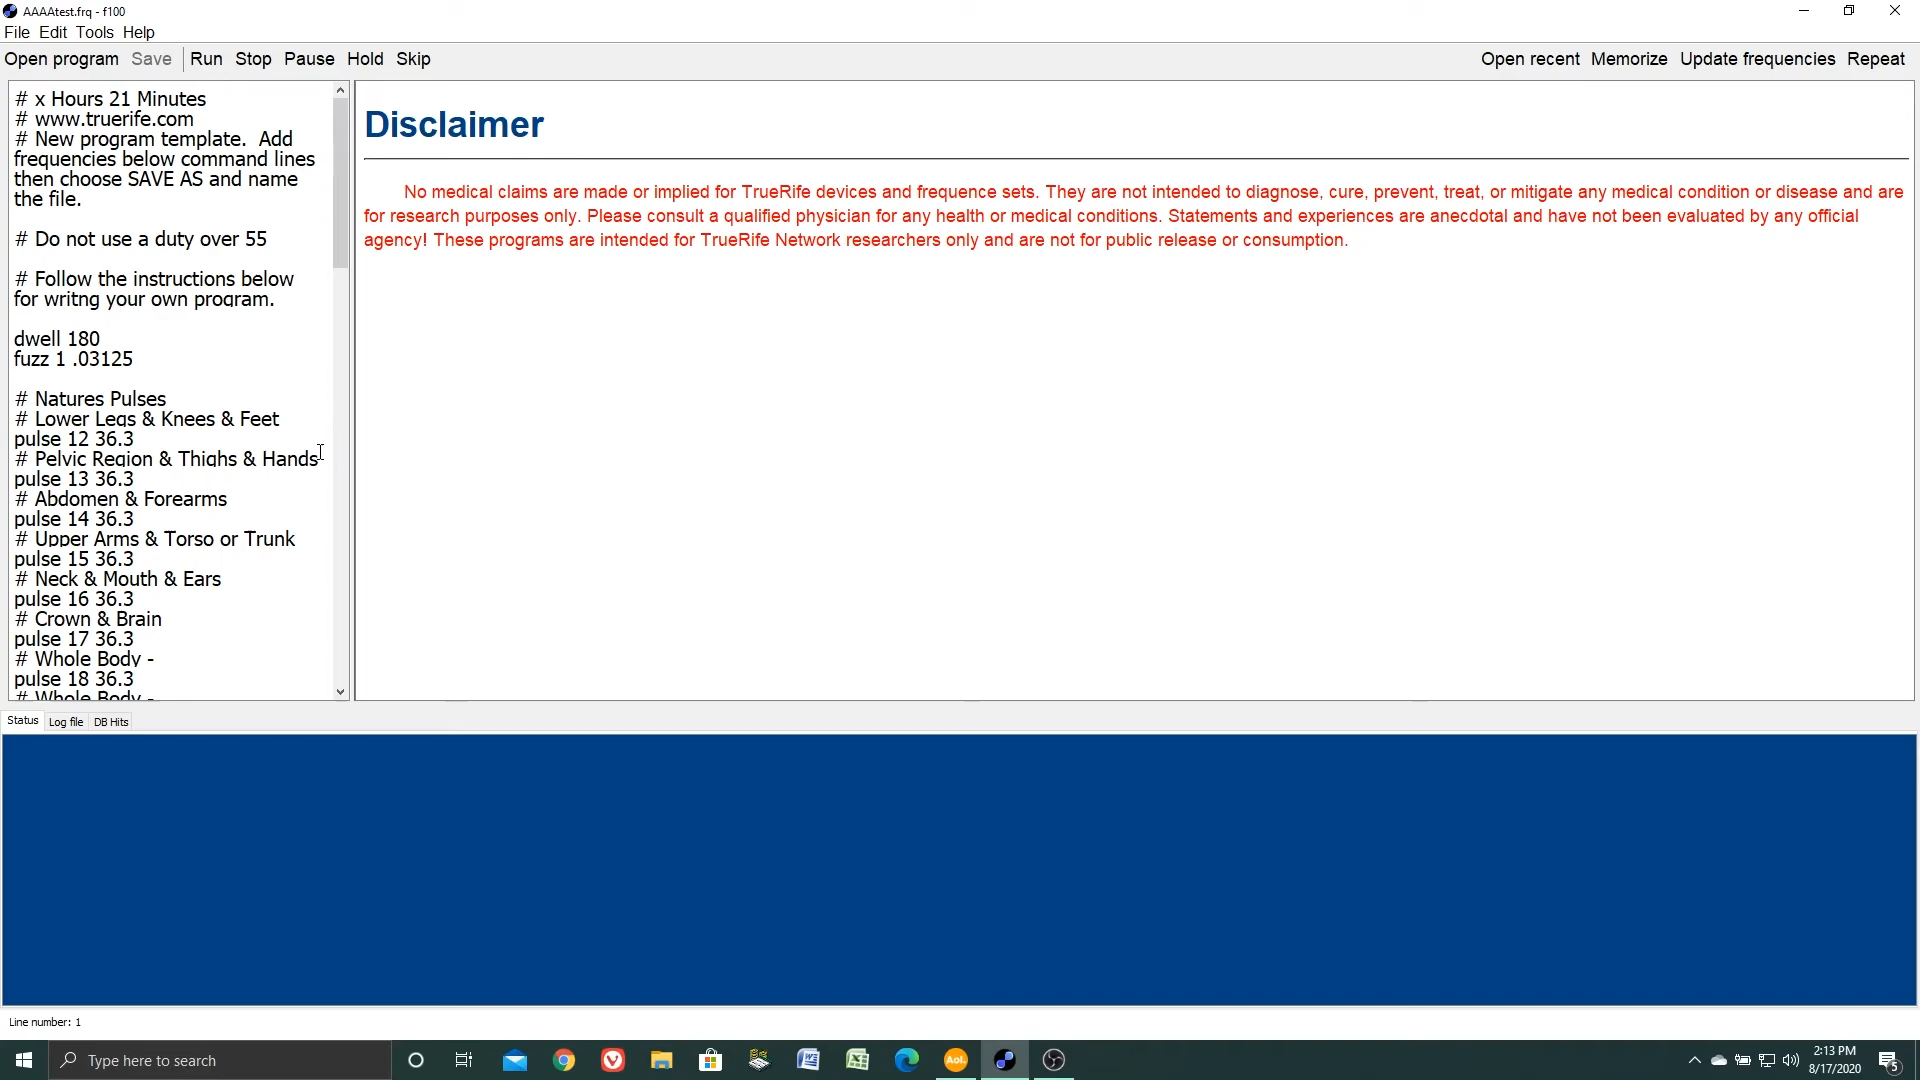 AAAAtest.frq - f100
File Edit Tools Help
Open program Save Run Stop Pause Hold Skip
Open recent Memorize Update frequencies Repeat
# x Hours 21 Minutes
# www.truerife.com
# New program template.  Add
frequencies below command lines
then choose SAVE AS and name
the file.
# Do not use a duty over 55
# Follow the instructions below
for writng your own program.
dwell 180
fuzz 1 .03125
# Natures Pulses
# Lower Legs & Knees & Feet
pulse 12 36.3
# Pelvic Region & Thighs & Hands
pulse 13 36.3
# Abdomen & Forearms
pulse 14 36.3
# Upper Arms & Torso or Trunk
pulse 15 36.3
# Neck & Mouth & Ears
pulse 16 36.3
# Crown & Brain
pulse 17 36.3
# Whole Body -
pulse 18 36.3
# Whole Body -
Disclaimer
No medical claims are made or implied for TrueRife devices and frequence sets. They are not intended to diagnose, cure, prevent, treat, or mitigate any medical condition or disease and are
for research purposes only. Please consult a qualified physician for any health or medical conditions. Statements and experiences are anecdotal and have not been evaluated by any official
agency! These programs are intended for TrueRife Network researchers only and are not for public release or consumption.
Status Log file DB Hits
Line number: 1
Type here to search
Aol.
2:13 PM
8/17/2020
5